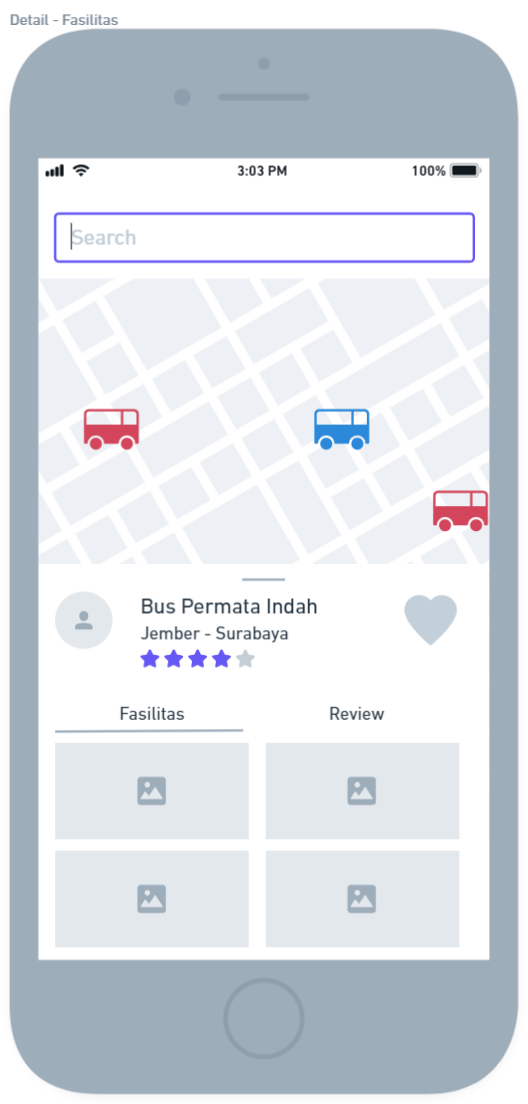 Detail - Fasilitas
3:03 PM 100%
Search
Bus Permata Indah
Jember - Surabaya
Fasilitas Review